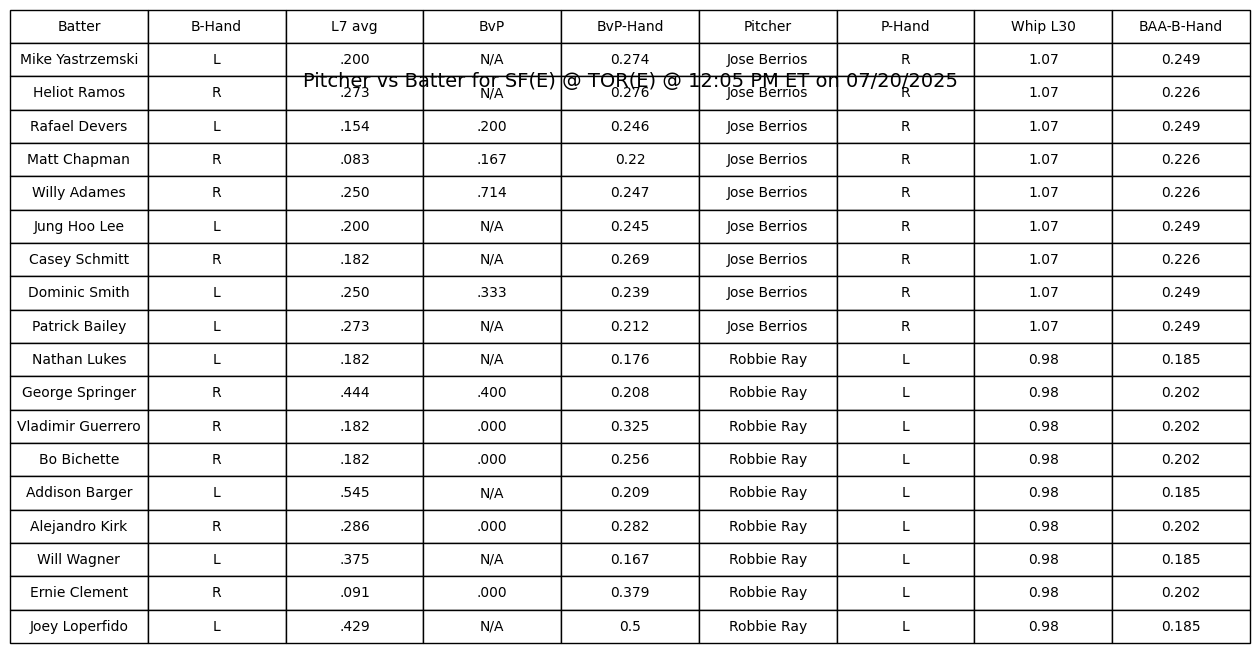 Batter B-Hand L7 avg BvP BvP-Hand Pitcher P-Hand Whip L30 BAA-B-Hand
Mike Yastrzemski L .200 N/A 0.274 Jose Berrios R 1.07 0.249
Pitcher vs Batter for SF(E) @ TOR(E) @ 12:05 PM ET on 07/20/2025
Heliot Ramos R .273 N/A 0.276 Jose Berrios R 1.07 0.226
Rafael Devers L .154 .200 0.246 Jose Berrios R 1.07 0.249
Matt Chapman R .083 .167 0.22 Jose Berrios R 1.07 0.226
Willy Adames R .250 .714 0.247 Jose Berrios R 1.07 0.226
Jung Hoo Lee L .200 N/A 0.245 Jose Berrios R 1.07 0.249
Casey Schmitt R .182 N/A 0.269 Jose Berrios R 1.07 0.226
Dominic Smith L .250 .333 0.239 Jose Berrios R 1.07 0.249
Patrick Bailey L .273 N/A 0.212 Jose Berrios R 1.07 0.249
Nathan Lukes L .182 N/A 0.176 Robbie Ray L 0.98 0.185
George Springer R .444 .400 0.208 Robbie Ray L 0.98 0.202
Vladimir Guerrero R .182 .000 0.325 Robbie Ray L 0.98 0.202
Bo Bichette R .182 .000 0.256 Robbie Ray L 0.98 0.202
Addison Barger L .545 N/A 0.209 Robbie Ray L 0.98 0.185
Alejandro Kirk R .286 .000 0.282 Robbie Ray L 0.98 0.202
Will Wagner L .375 N/A 0.167 Robbie Ray L 0.98 0.185
Ernie Clement R .091 .000 0.379 Robbie Ray L 0.98 0.202
Joey Loperfido L .429 N/A 0.5 Robbie Ray L 0.98 0.185